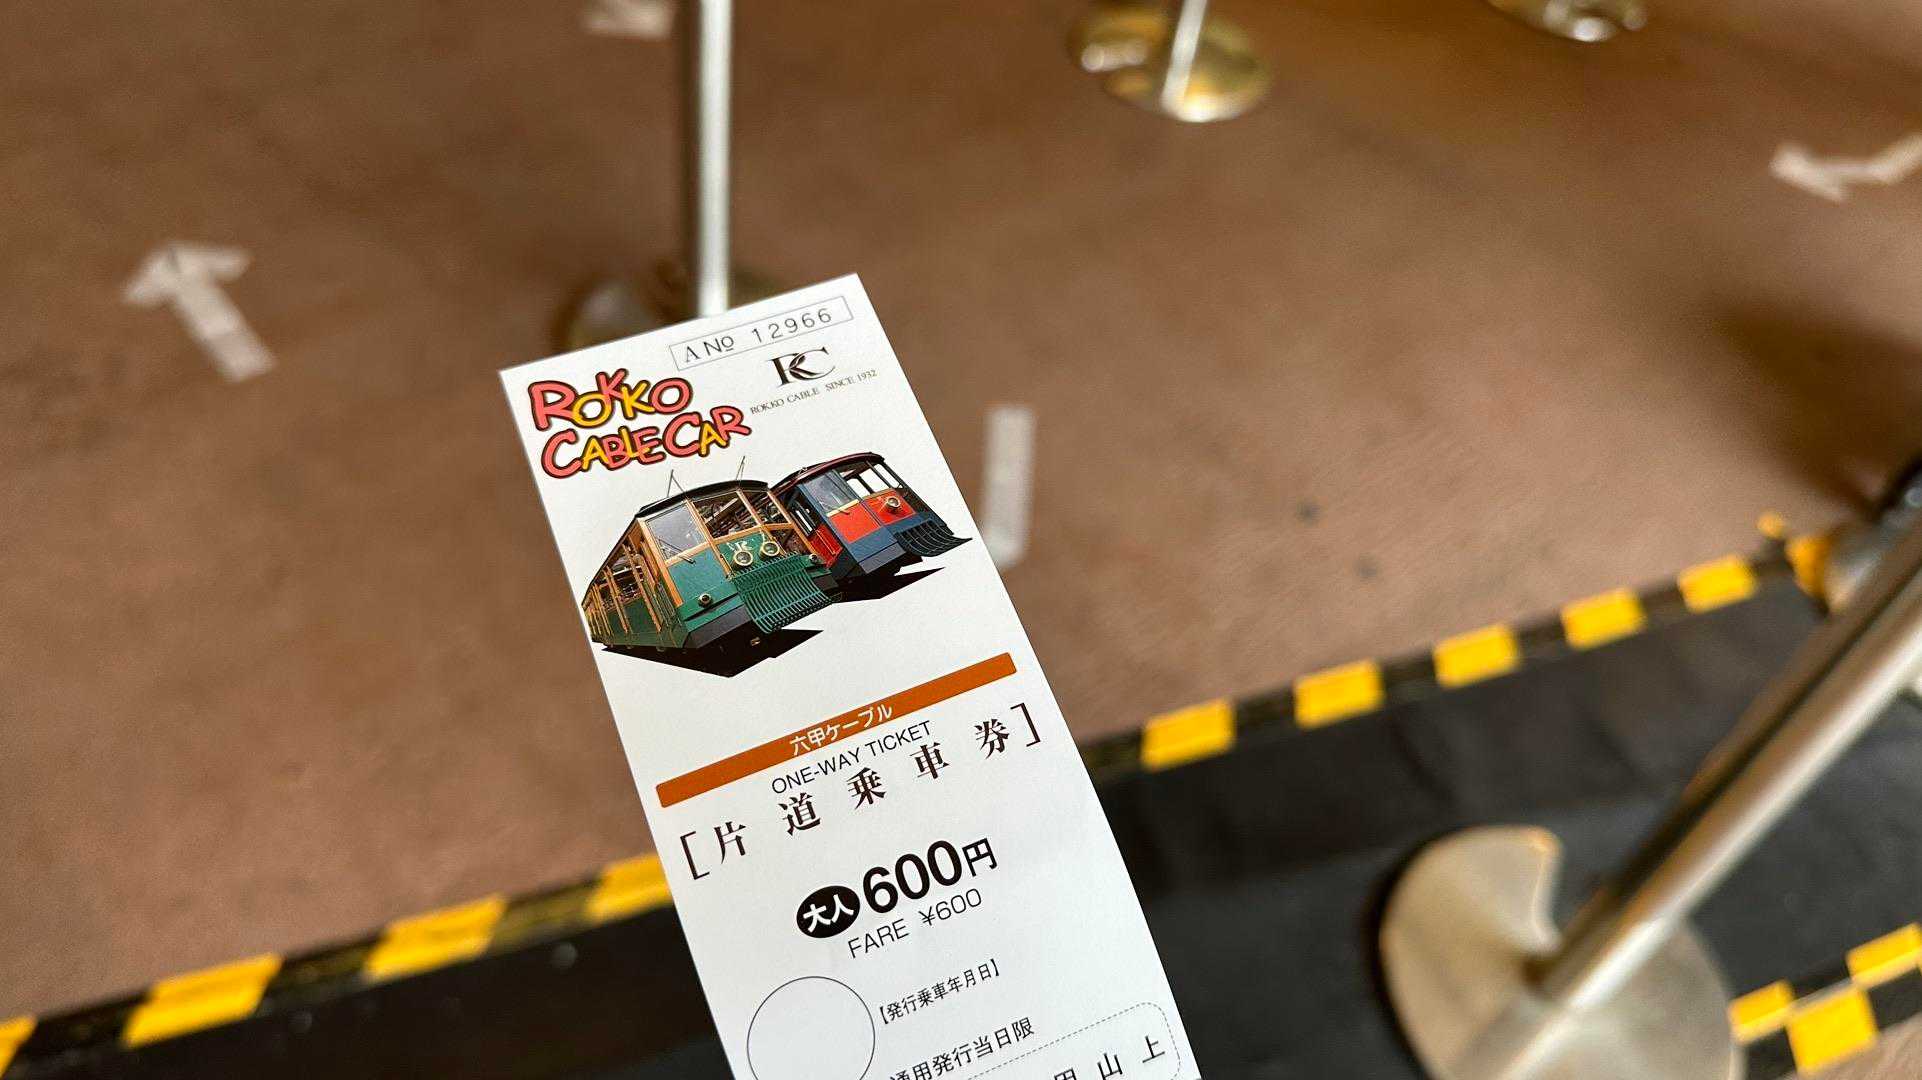 A No 12966
RC
ROKKO CABLE SINCE 1932
ROKKO
CABLE CAR
六甲ケーブル
ONE-WAY TICKET
[片道乗車券]
大人600円
FARE ¥600
【発行乗車年月日】
通用発行当日限
山上